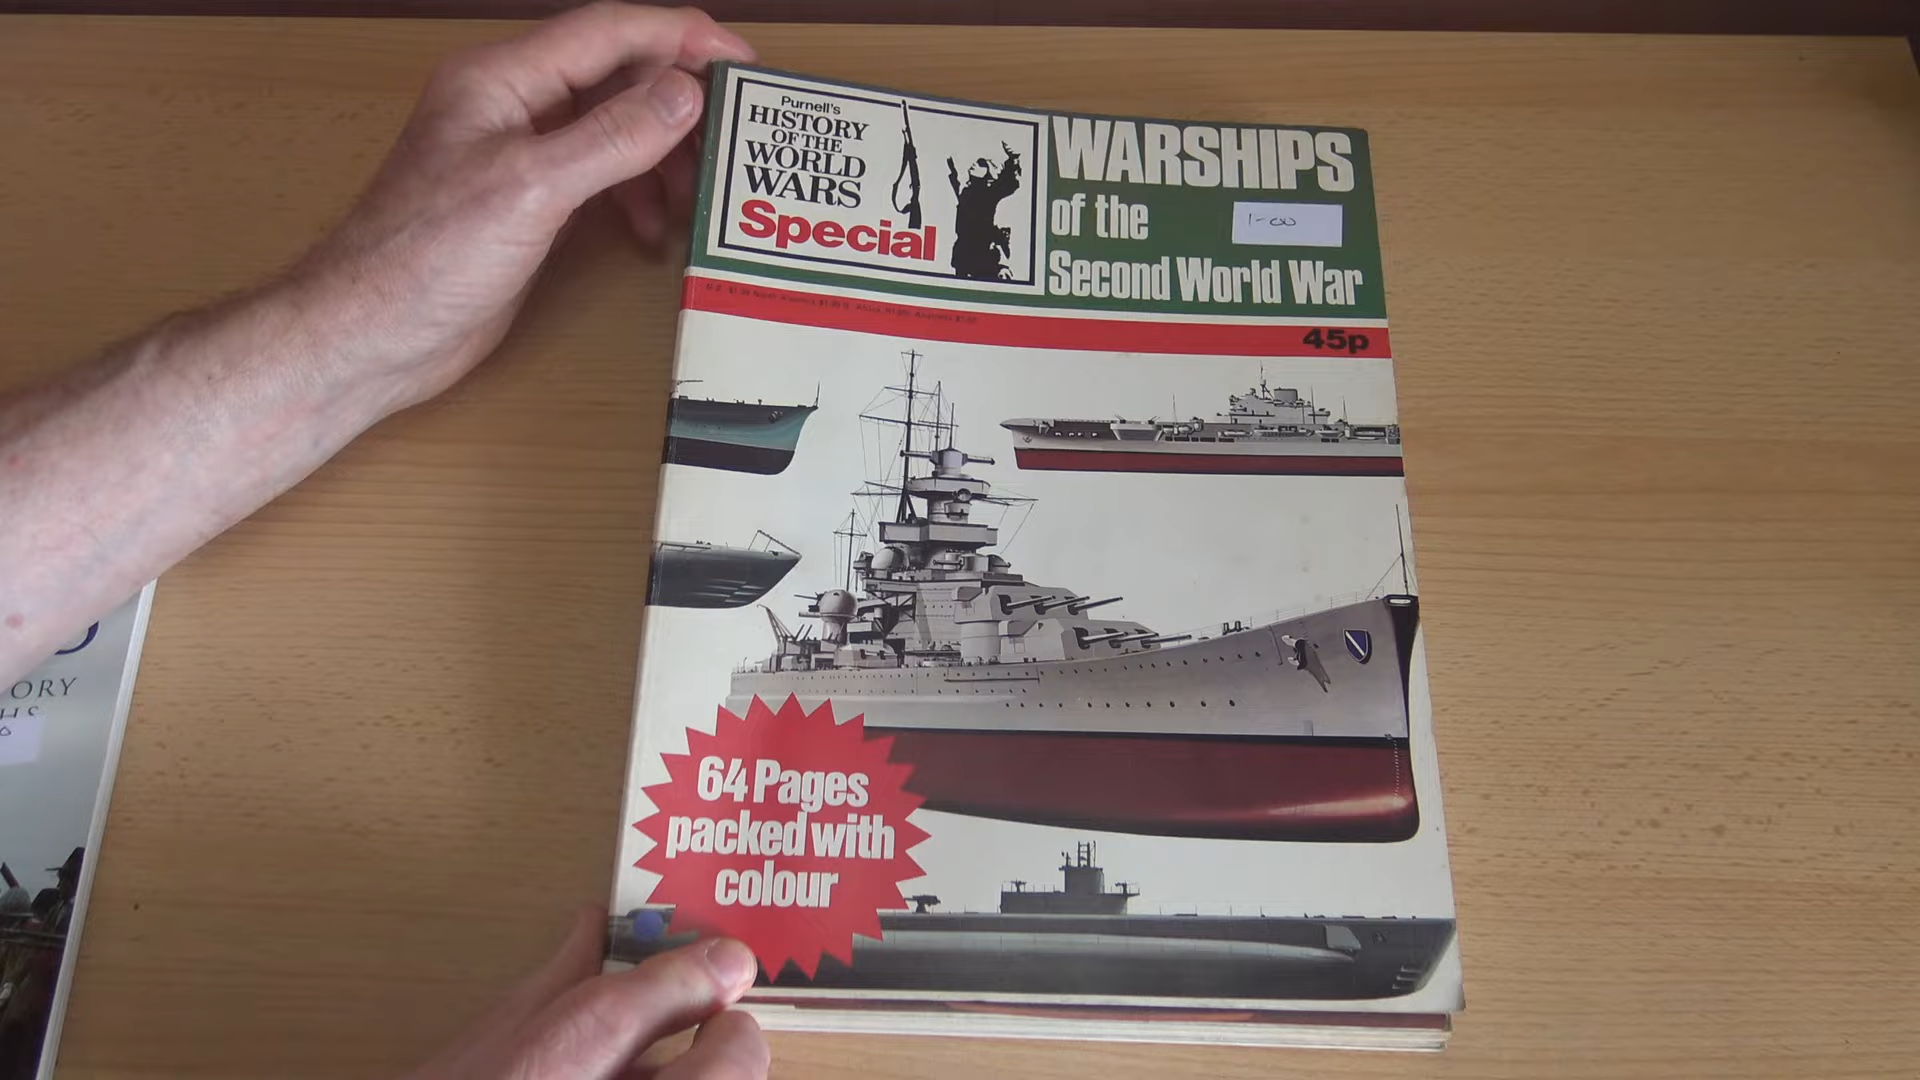 Purnell's
HISTORY
OF THE
WORLD
WARS
Special
WARSHIPS
of the
Second World War
1-00
45p
64 Pages
packed with
colour
ORY